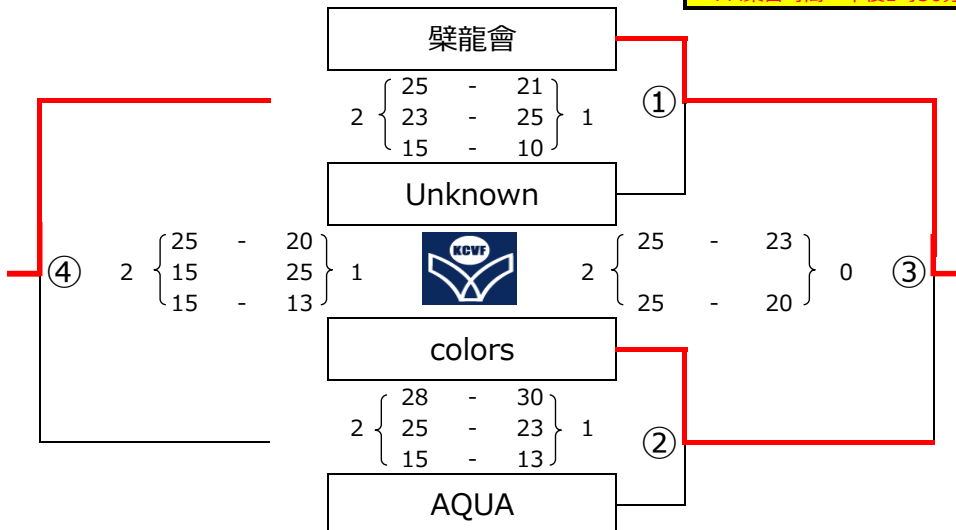 檗龍會
25 - 21
2 23 - 25 1
15 - 10
①
Unknown
④
25 - 20
2 15 25 1
15 - 13
KCVF
25 - 23
2 0
25 - 20
③
colors
28 - 30
2 25 - 23 1
15 - 13
②
AQUA